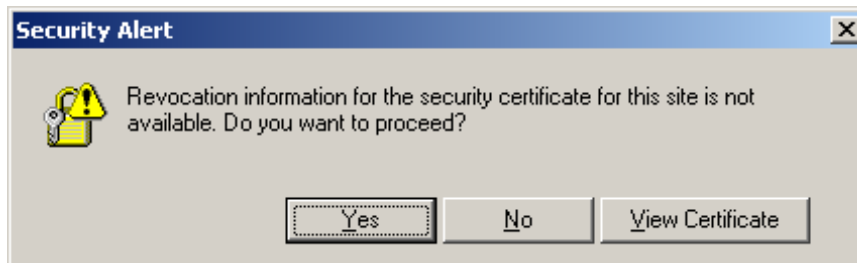 Security Alert
Revocation information for the security certificate for this site is not
available. Do you want to proceed?
Yes No View Certificate